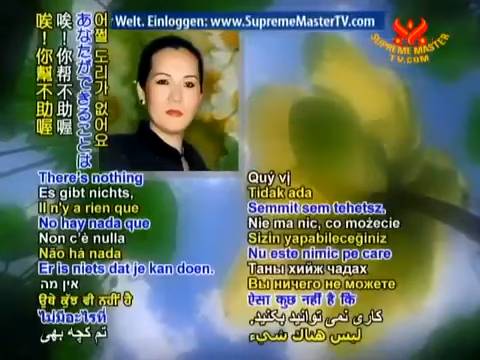 Welt. Einloggen: www.SupremeMasterTV.com
SUPREME MASTER
TV.COM
唉！你幫不助喔
唉！你帮不助喔
あなたができることは
어쩔 도리가 없어요
There's nothing
Es gibt nichts,
Il n'y a rien que
No hay nada que
Non c'è nulla
Não há nada
Er is niets dat je kan doen.
אין מה
ਉਥੇ ਕੁੱਝ ਵੀ ਨਹੀਂ ਹੈ
ไม่มีอะไรที่
تم كچه بهى
Quý vị
Tidak ada
Semmit sem tehetsz,
Nie ma nic, co możecie
Sizin yapabileceğiniz
Nu este nimic pe care
Таны хийж чадах
Вы ничего не можете
ऐसा कुछ नहीं है कि
کاری نمی توانید بکنید.
ليس هناك شيء